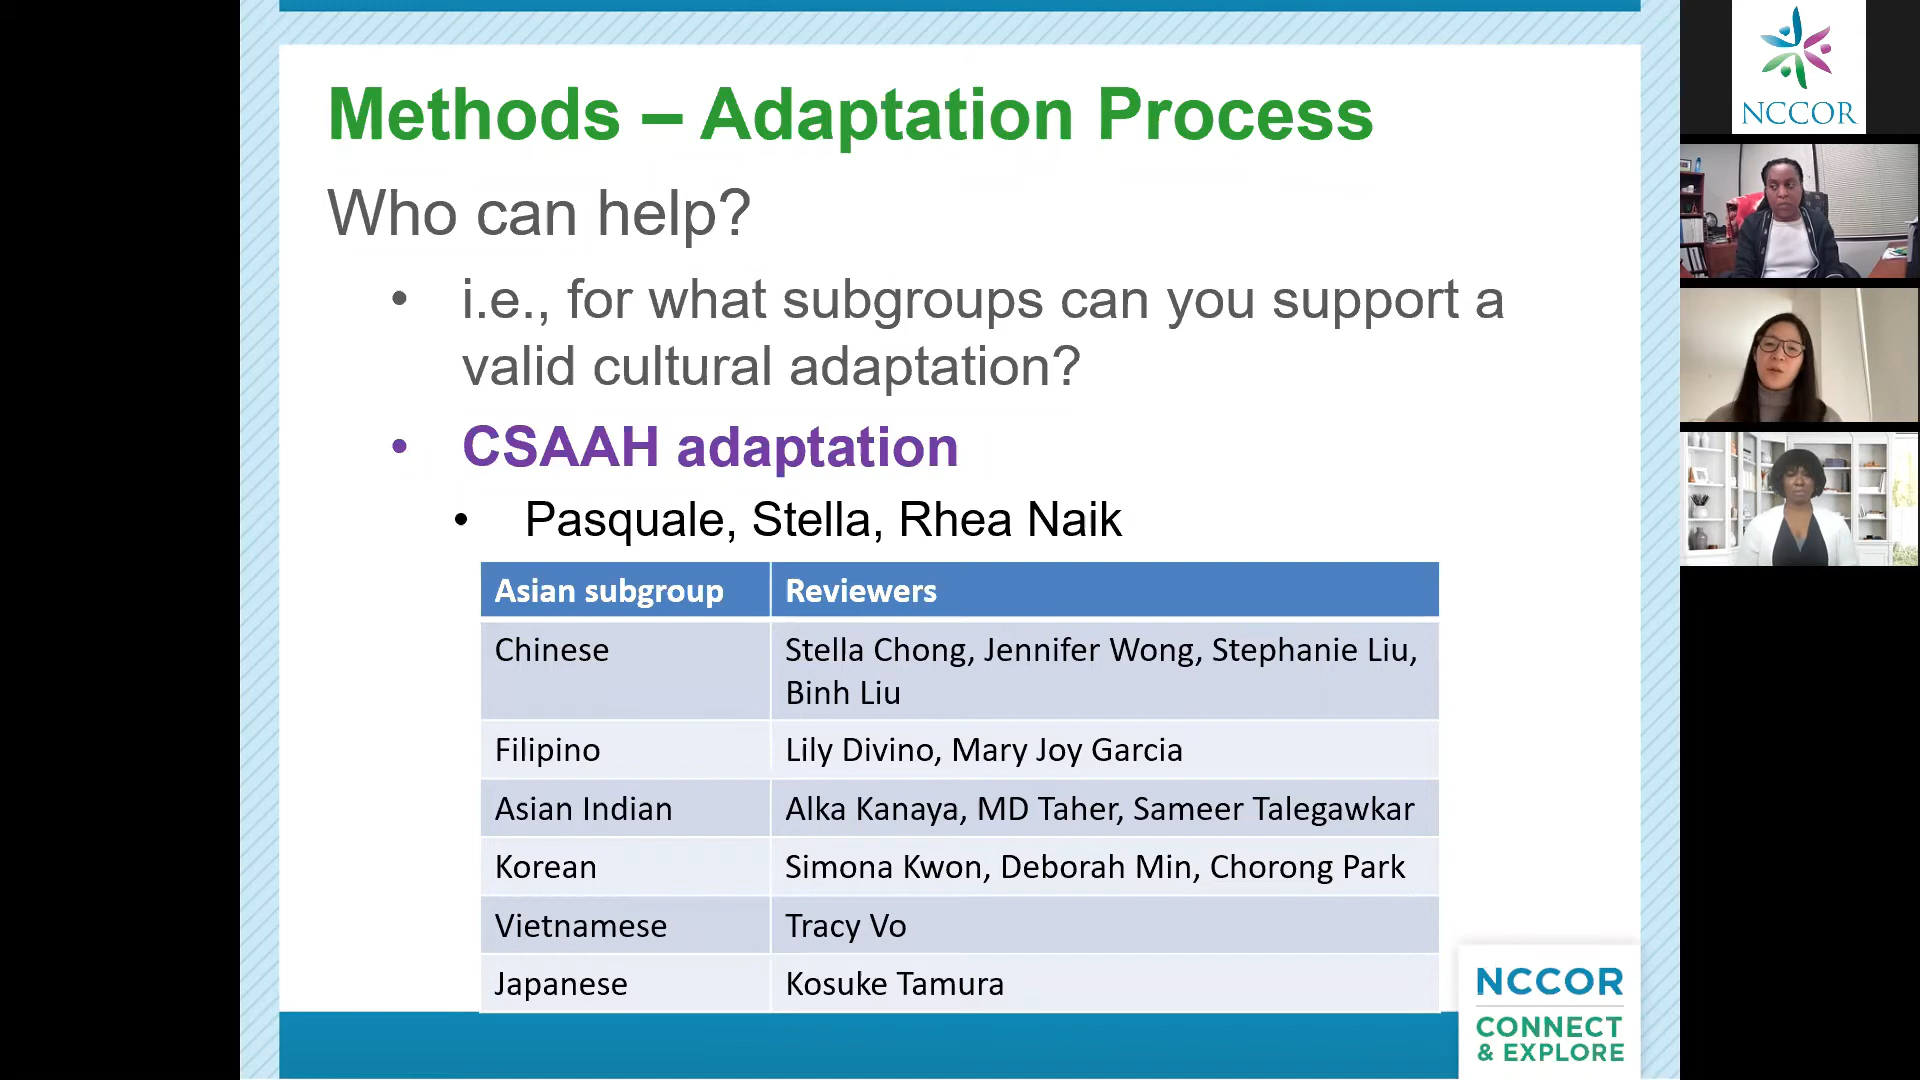 Methods – Adaptation Process
Who can help?
• i.e., for what subgroups can you support a
valid cultural adaptation?
• CSAAH adaptation
• Pasquale, Stella, Rhea Naik
Asian subgroup Reviewers
Chinese Stella Chong, Jennifer Wong, Stephanie Liu,
Binh Liu
Filipino Lily Divino, Mary Joy Garcia
Asian Indian Alka Kanaya, MD Taher, Sameer Talegawkar
Korean Simona Kwon, Deborah Min, Chorong Park
Vietnamese Tracy Vo
Japanese Kosuke Tamura
NCCOR
CONNECT
& EXPLORE
NCCOR